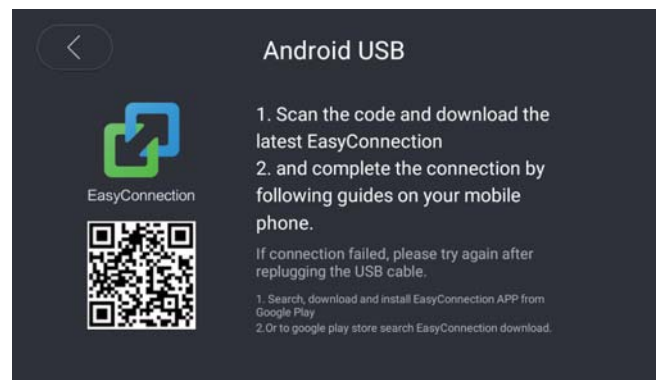 Android USB
EasyConnection
1. Scan the code and download the
latest EasyConnection
2. and complete the connection by
following guides on your mobile
phone.
If connection failed, please try again after
replugging the USB cable.
1. Search, download and install EasyConnection APP from
Google Play
2.Or to google play store search EasyConnection download.